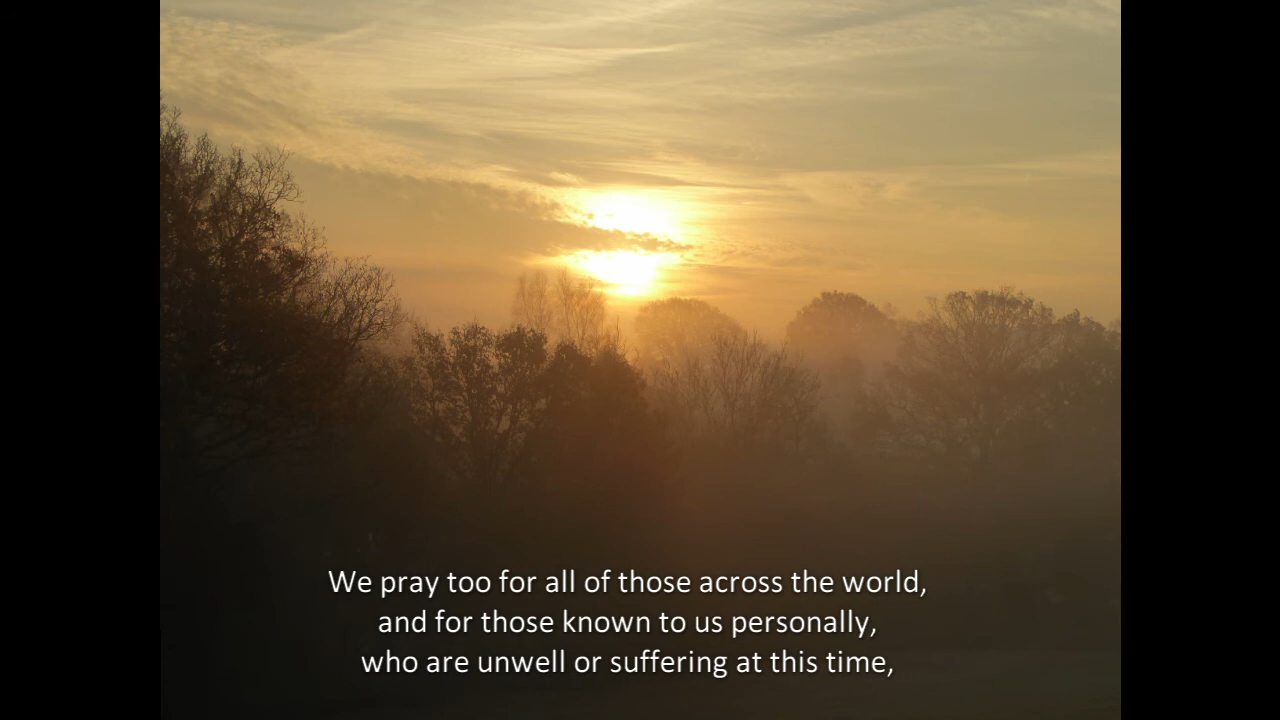 We pray too for all of those across the world,
and for those known to us personally,
who are unwell or suffering at this time,